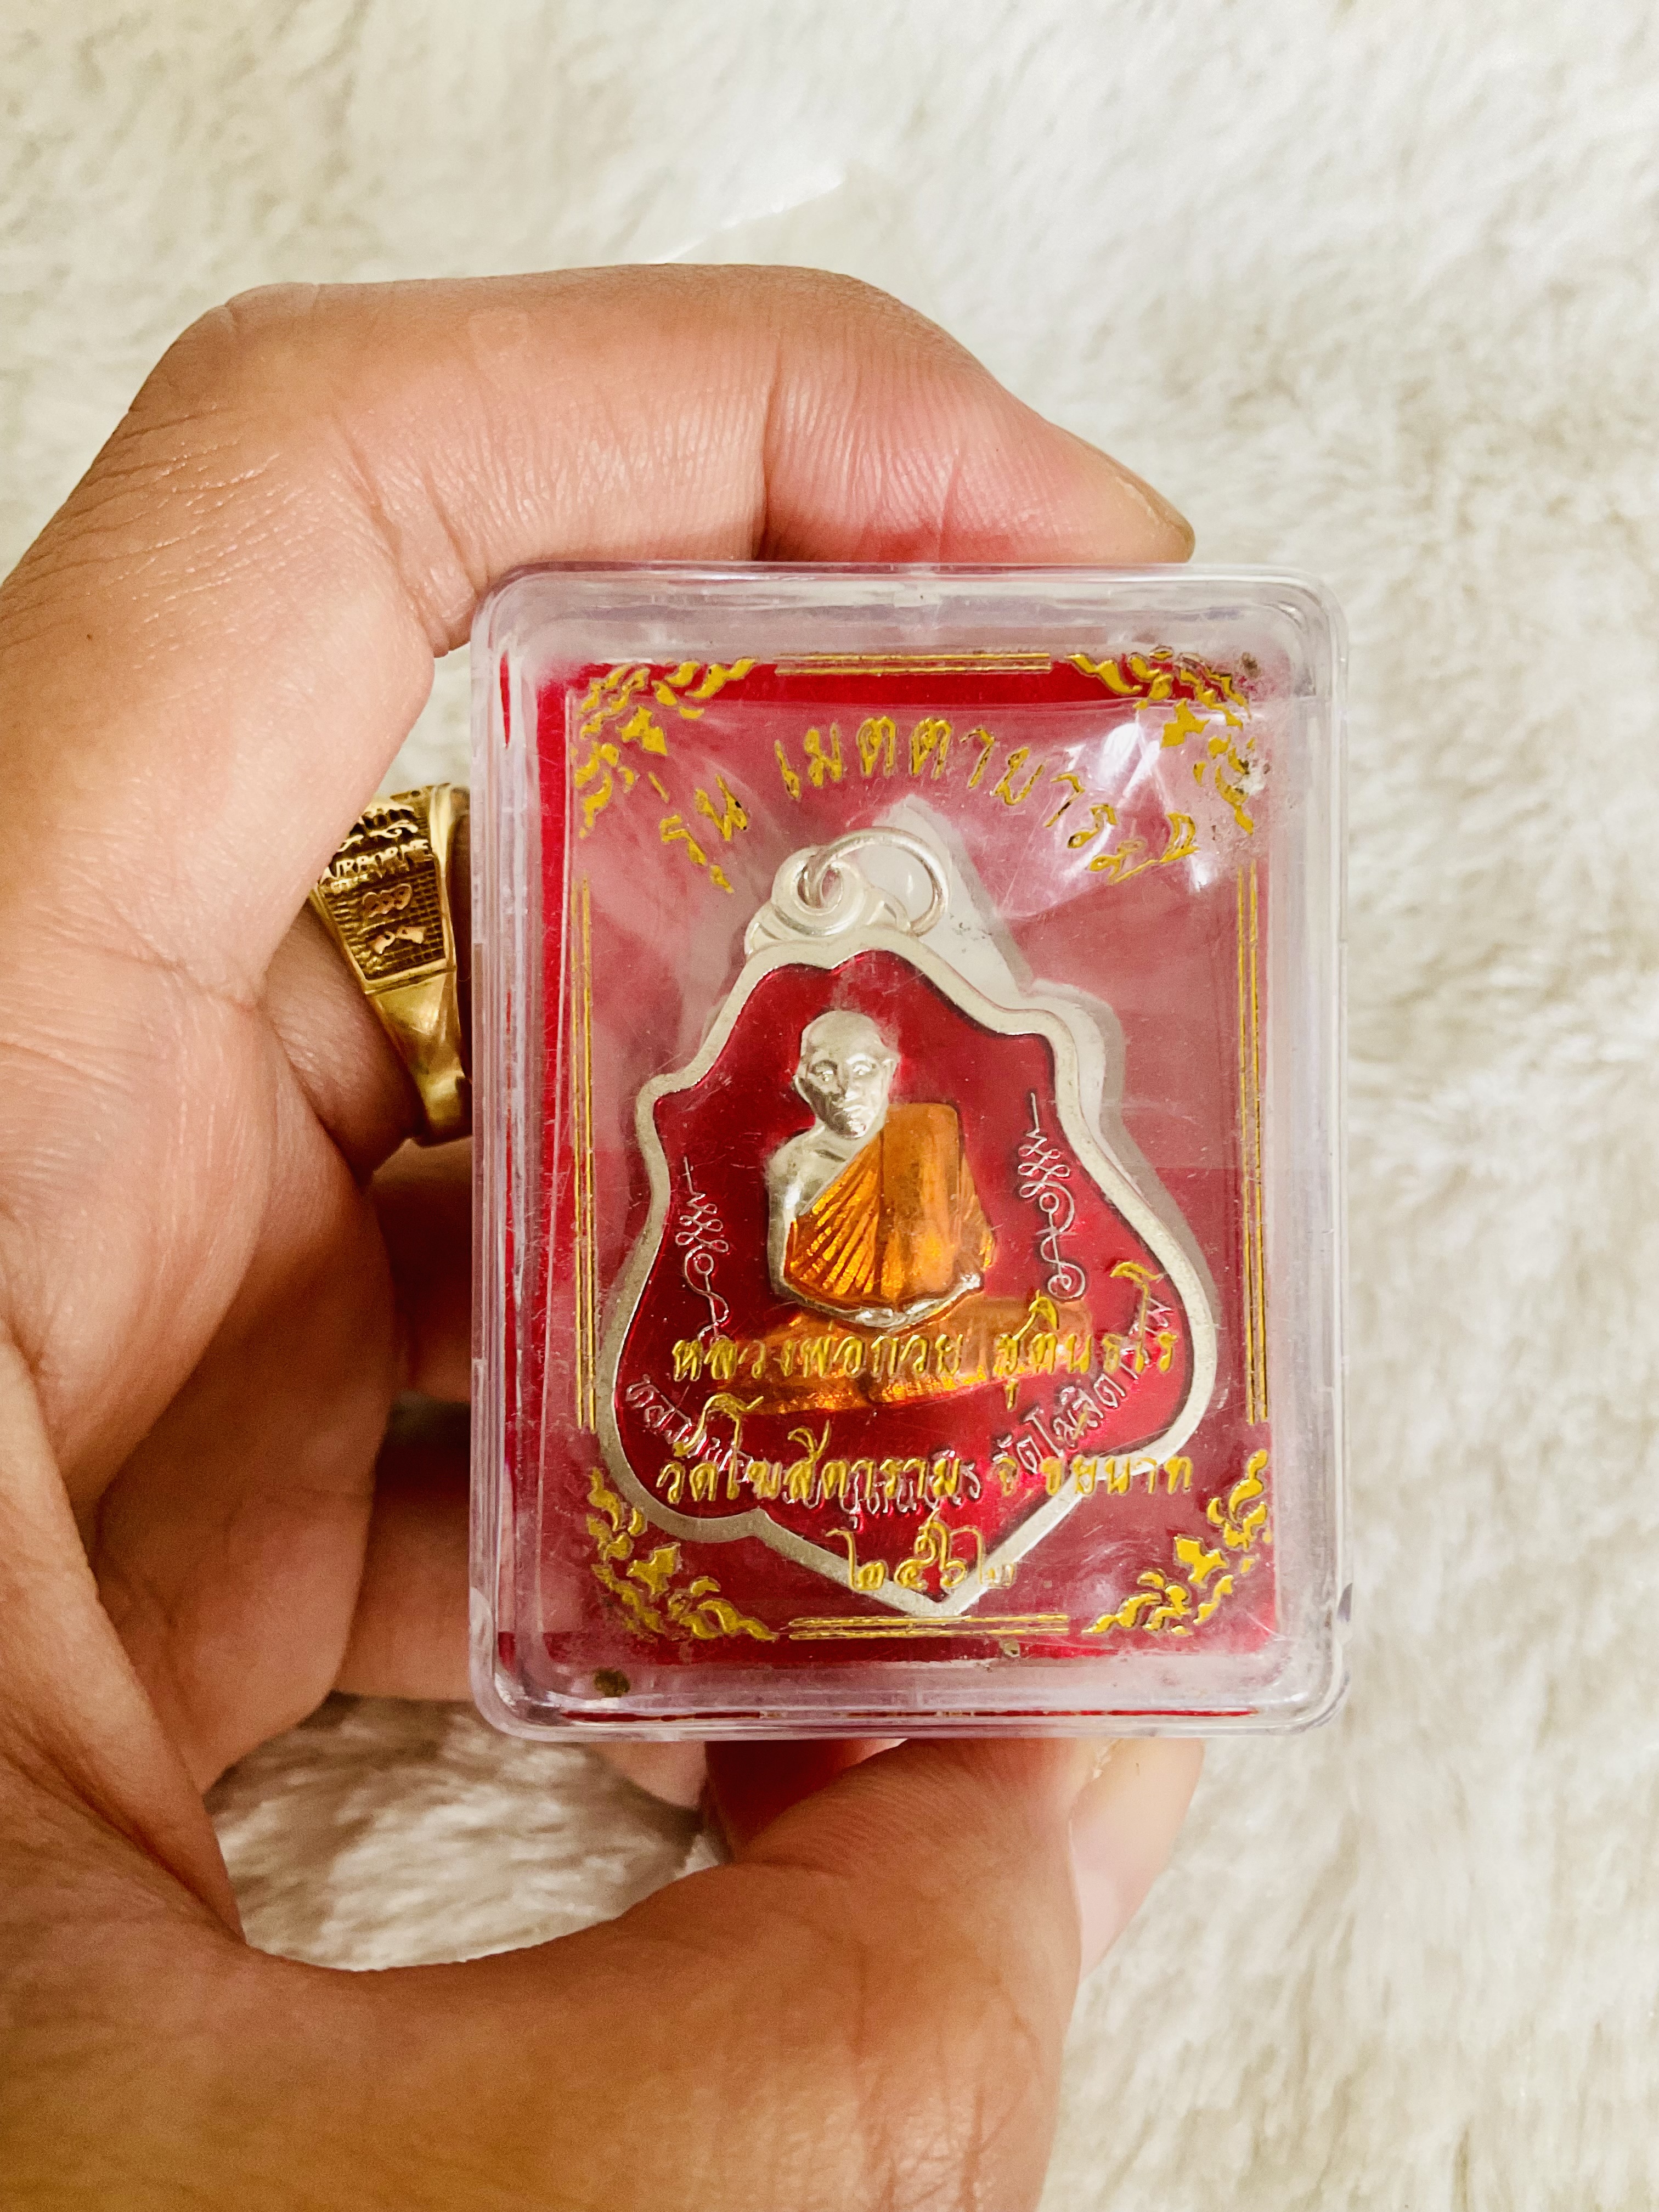 รุ่น เมตตาบารมี
AIRBORNE
หลวงพ่อกวย ชุตินฺธโร
วัดโฆสิตาราม จ.ชัยนาท
๒๕๖๒